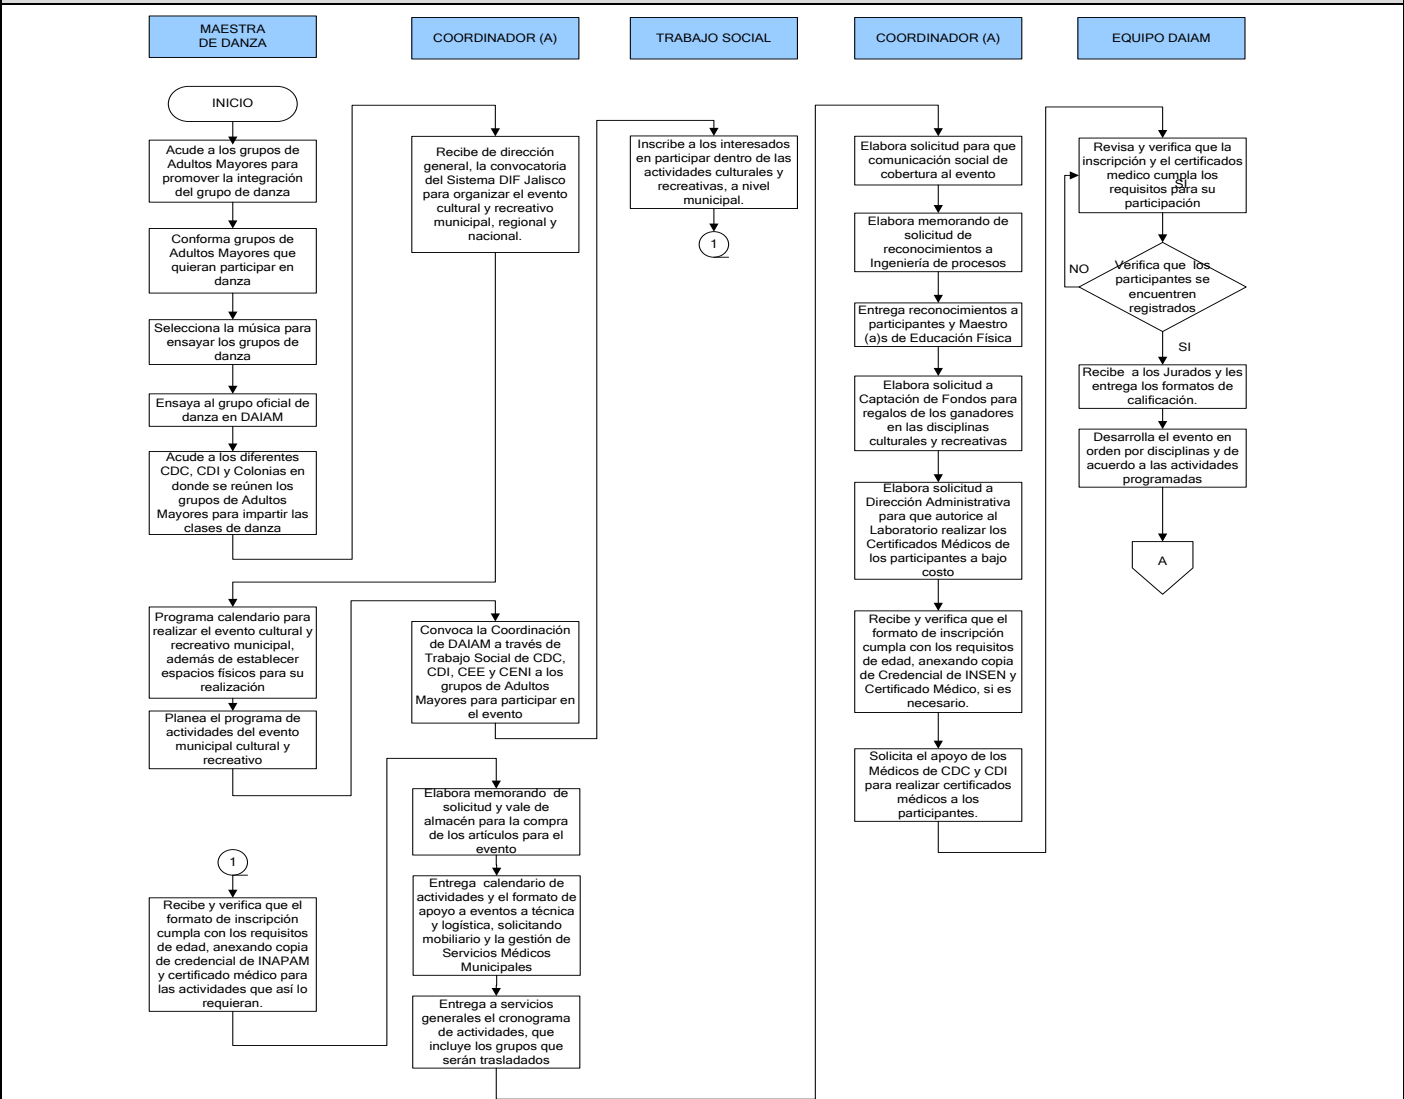 MAESTRA
DE DANZA
COORDINADOR (A)
TRABAJO SOCIAL
COORDINADOR (A)
EQUIPO DAIAM
INICIO
Acude a los grupos de
Adultos Mayores para
promover la integración
del grupo de danza
Conforma grupos de
Adultos Mayores que
quieran participar en
danza
Selecciona la música para
ensayar los grupos de
danza
Ensaya al grupo oficial de
danza en DAIAM
Acude a los diferentes
CDC, CDI y Colonias en
donde se reúnen los
grupos de Adultos
Mayores para impartir las
clases de danza
Recibe de dirección
general, la convocatoria
del Sistema DIF Jalisco
para organizar el evento
cultural y recreativo
municipal, regional y
nacional.
Programa calendario para
realizar el evento cultural y
recreativo municipal,
además de establecer
espacios físicos para su
realización
Planea el programa de
actividades del evento
municipal cultural y
recreativo
Convoca la Coordinación
de DAIAM a través de
Trabajo Social de CDC,
CDI, CEE y CENI a los
grupos de Adultos
Mayores para participar en
el evento
Inscribe a los interesados
en participar dentro de las
actividades culturales y
recreativas, a nivel
municipal.
1
1
Recibe y verifica que el
formato de inscripción
cumpla con los requisitos
de edad, anexando copia
de credencial de INAPAM
y certificado médico para
las actividades que así lo
requieran.
Elabora memorando  de
solicitud y vale de
almacén para la compra
de los artículos para el
evento
Entrega  calendario de
actividades y el formato de
apoyo a eventos a técnica
y logística, solicitando
mobiliario y la gestión de
Servicios Médicos
Municipales
Entrega a servicios
generales el cronograma
de actividades, que
incluye los grupos que
serán trasladados
Elabora solicitud para que
comunicación social de
cobertura al evento
Elabora memorando de
solicitud de
reconocimientos a
Ingeniería de procesos
Entrega reconocimientos a
participantes y Maestro
(a)s de Educación Física
Elabora solicitud a
Captación de Fondos para
regalos de los ganadores
en las disciplinas
culturales y recreativas
Elabora solicitud a
Dirección Administrativa
para que autorice al
Laboratorio realizar los
Certificados Médicos de
los participantes a bajo
costo
Recibe y verifica que el
formato de inscripción
cumpla con los requisitos
de edad, anexando copia
de Credencial de INSEN y
Certificado Médico, si es
necesario.
Solicita el apoyo de los
Médicos de CDC y CDI
para realizar certificados
médicos a los
participantes.
Revisa y verifica que la
inscripción y el certificados
medico cumpla los
requisitos para su
participación
SI
Verifica que  los
participantes se
encuentren
registrados
NO
SI
Recibe  a los Jurados y les
entrega los formatos de
calificación.
Desarrolla el evento en
orden por disciplinas y de
acuerdo a las actividades
programadas
A